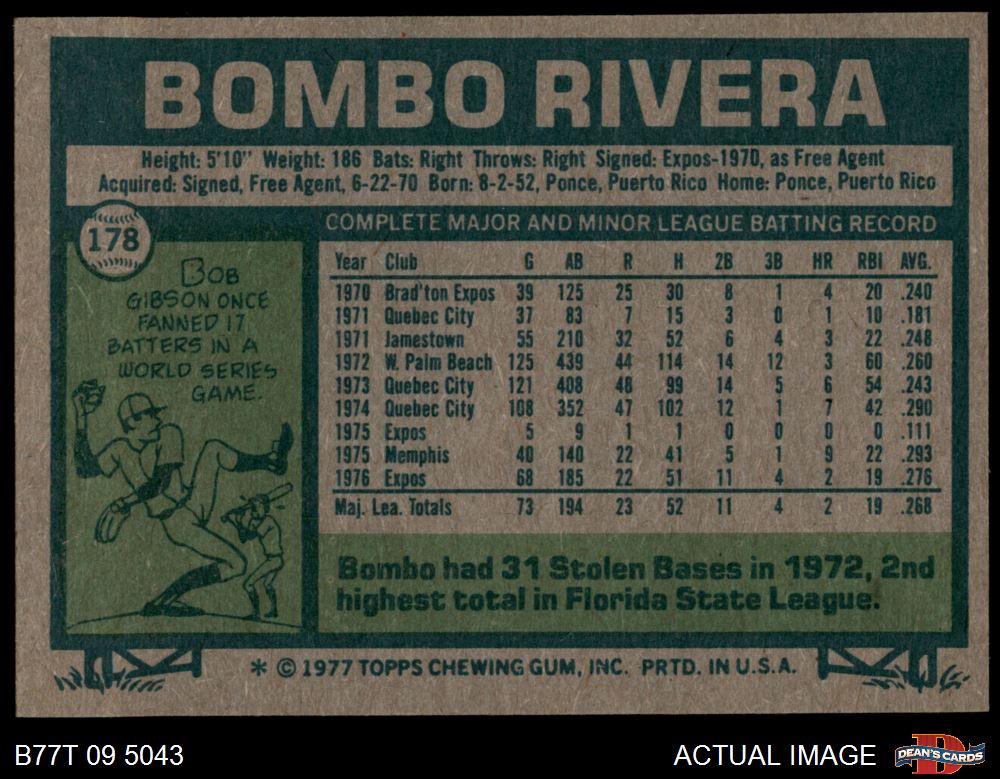 BOMBO RIVERA
Height: 5'10" Weight: 186 Bats: Right Throws: Right Signed: Expos-1970, as Free Agent
Acquired: Signed, Free Agent, 6-22-70 Born: 8-2-52, Ponce, Puerto Rico Home: Ponce, Puerto Rico
178
BOB
GIBSON ONCE
FANNED 17
BATTERS IN A
WORLD SERIES
GAME.
COMPLETE MAJOR AND MINOR LEAGUE BATTING RECORD
Year Club G AB R H 2B 3B HR RBI AVG.
1970 Brad'ton Expos 39 125 25 30 8 1 4 20 .240
1971 Quebec City 37 83 7 15 3 0 1 10 .181
1971 Jamestown 55 210 32 52 6 4 3 22 .248
1972 W. Palm Beach 125 439 44 114 14 12 3 60 .260
1973 Quebec City 121 408 48 99 14 5 6 54 .243
1974 Quebec City 108 352 47 102 12 1 7 42 .290
1975 Expos 5 9 1 1 0 0 0 0 .111
1975 Memphis 40 140 22 41 5 1 9 22 .293
1976 Expos 68 185 22 51 11 4 2 19 .276
Maj. Lea. Totals 73 194 23 52 11 4 2 19 .268
Bombo had 31 Stolen Bases in 1972, 2nd
highest total in Florida State League.
* © 1977 TOPPS CHEWING GUM, INC. PRTD. IN U.S.A.
B77T 09 5043
ACTUAL IMAGE
D
DEAN'S CARDS